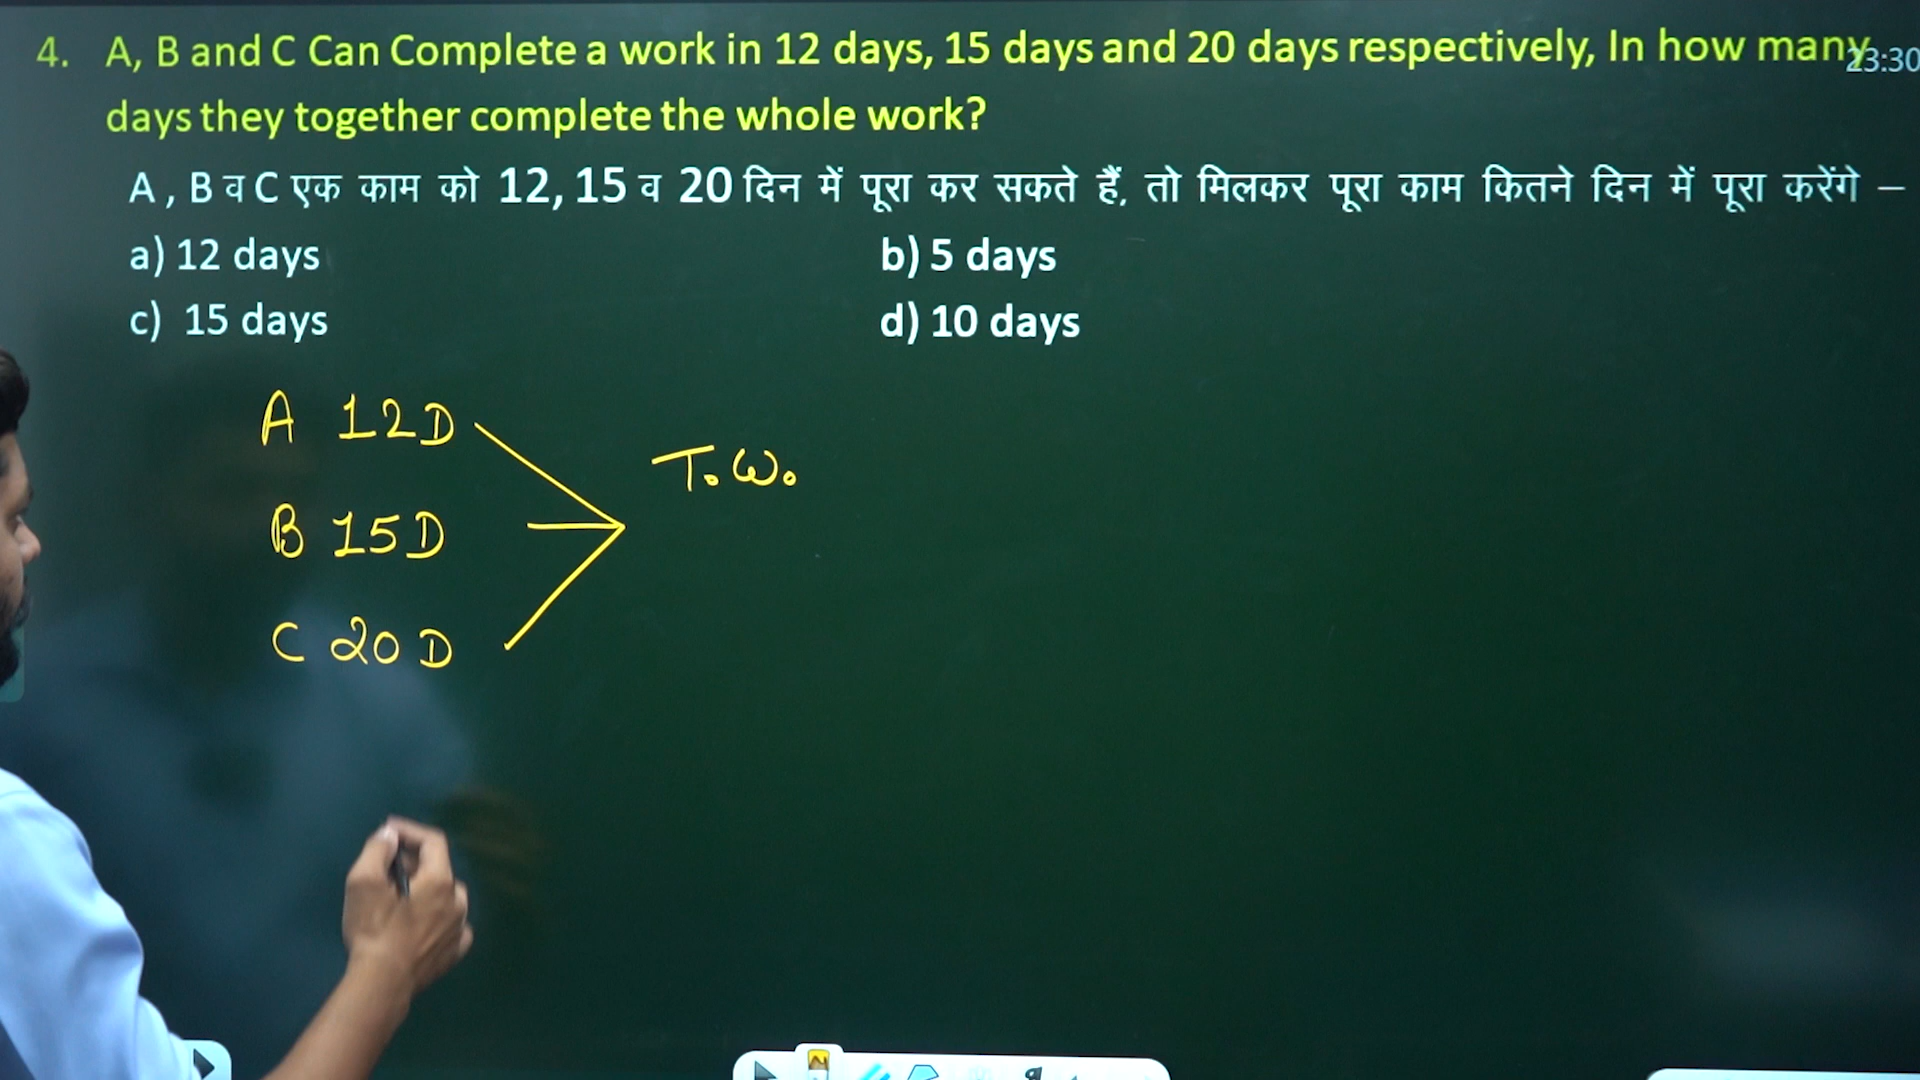 4. A, B and C Can Complete a work in 12 days, 15 days and 20 days respectively, In how many
23:30
days they together complete the whole work?
A , B व C एक काम को 12, 15 व 20 दिन में पूरा कर सकते हैं, तो मिलकर पूरा काम कितने दिन में पूरा करेंगे –
a) 12 days
b) 5 days
c) 15 days
d) 10 days
A 12D
T.W.
B 15D
C 20D